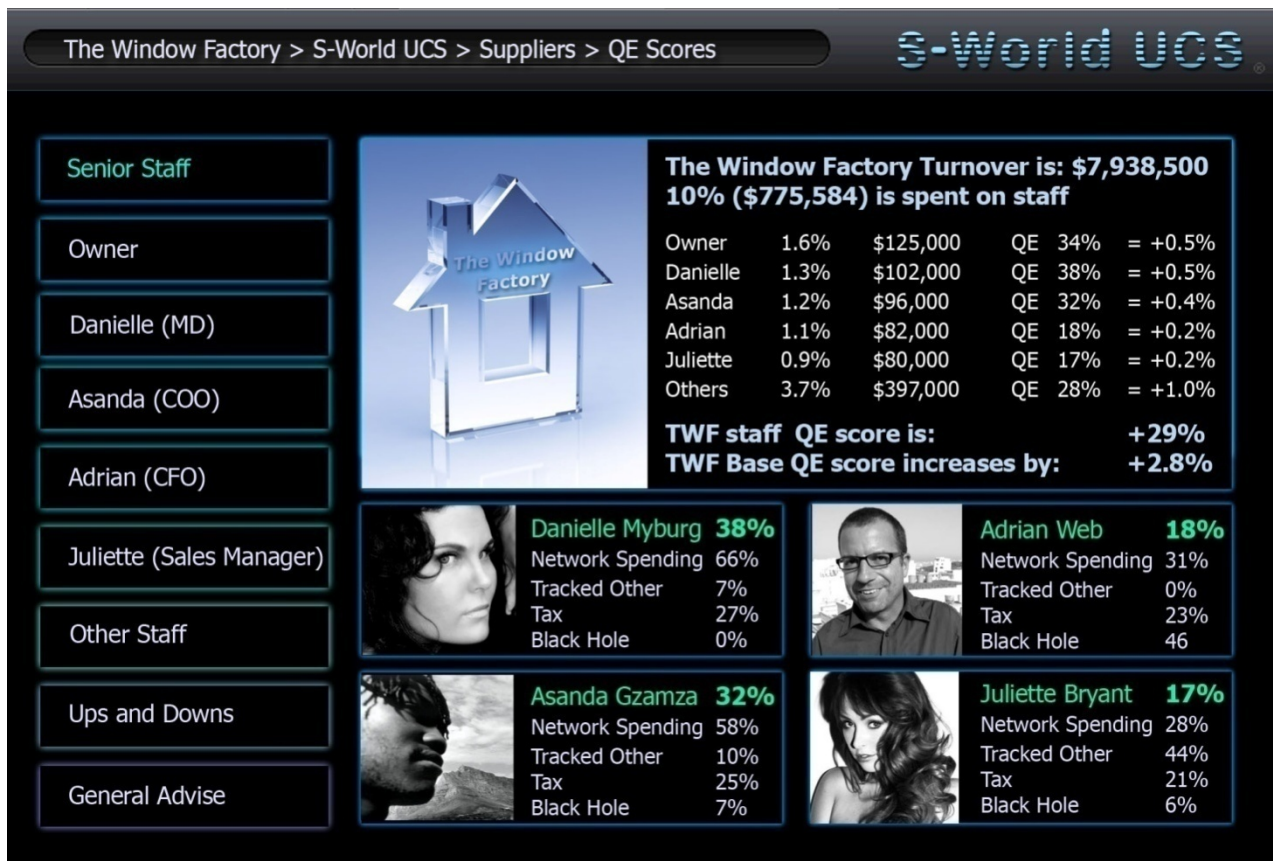 The Window Factory > S-World UCS > Suppliers > QE Scores
S-World UCS ®
Senior Staff
Owner
Danielle (MD)
Asanda (COO)
Adrian (CFO)
Juliette (Sales Manager)
Other Staff
Ups and Downs
General Advise
The Window
Factory
The Window Factory Turnover is: $7,938,500
10% ($775,584) is spent on staff
Owner 1.6% $125,000 QE 34% = +0.5%
Danielle 1.3% $102,000 QE 38% = +0.5%
Asanda 1.2% $96,000 QE 32% = +0.4%
Adrian 1.1% $82,000 QE 18% = +0.2%
Juliette 0.9% $80,000 QE 17% = +0.2%
Others 3.7% $397,000 QE 28% = +1.0%
TWF staff QE score is: +29%
TWF Base QE score increases by: +2.8%
Danielle Myburg 38%
Network Spending 66%
Tracked Other 7%
Tax 27%
Black Hole 0%
Adrian Web 18%
Network Spending 31%
Tracked Other 0%
Tax 23%
Black Hole 46
Asanda Gzamza 32%
Network Spending 58%
Tracked Other 10%
Tax 25%
Black Hole 7%
Juliette Bryant 17%
Network Spending 28%
Tracked Other 44%
Tax 21%
Black Hole 6%